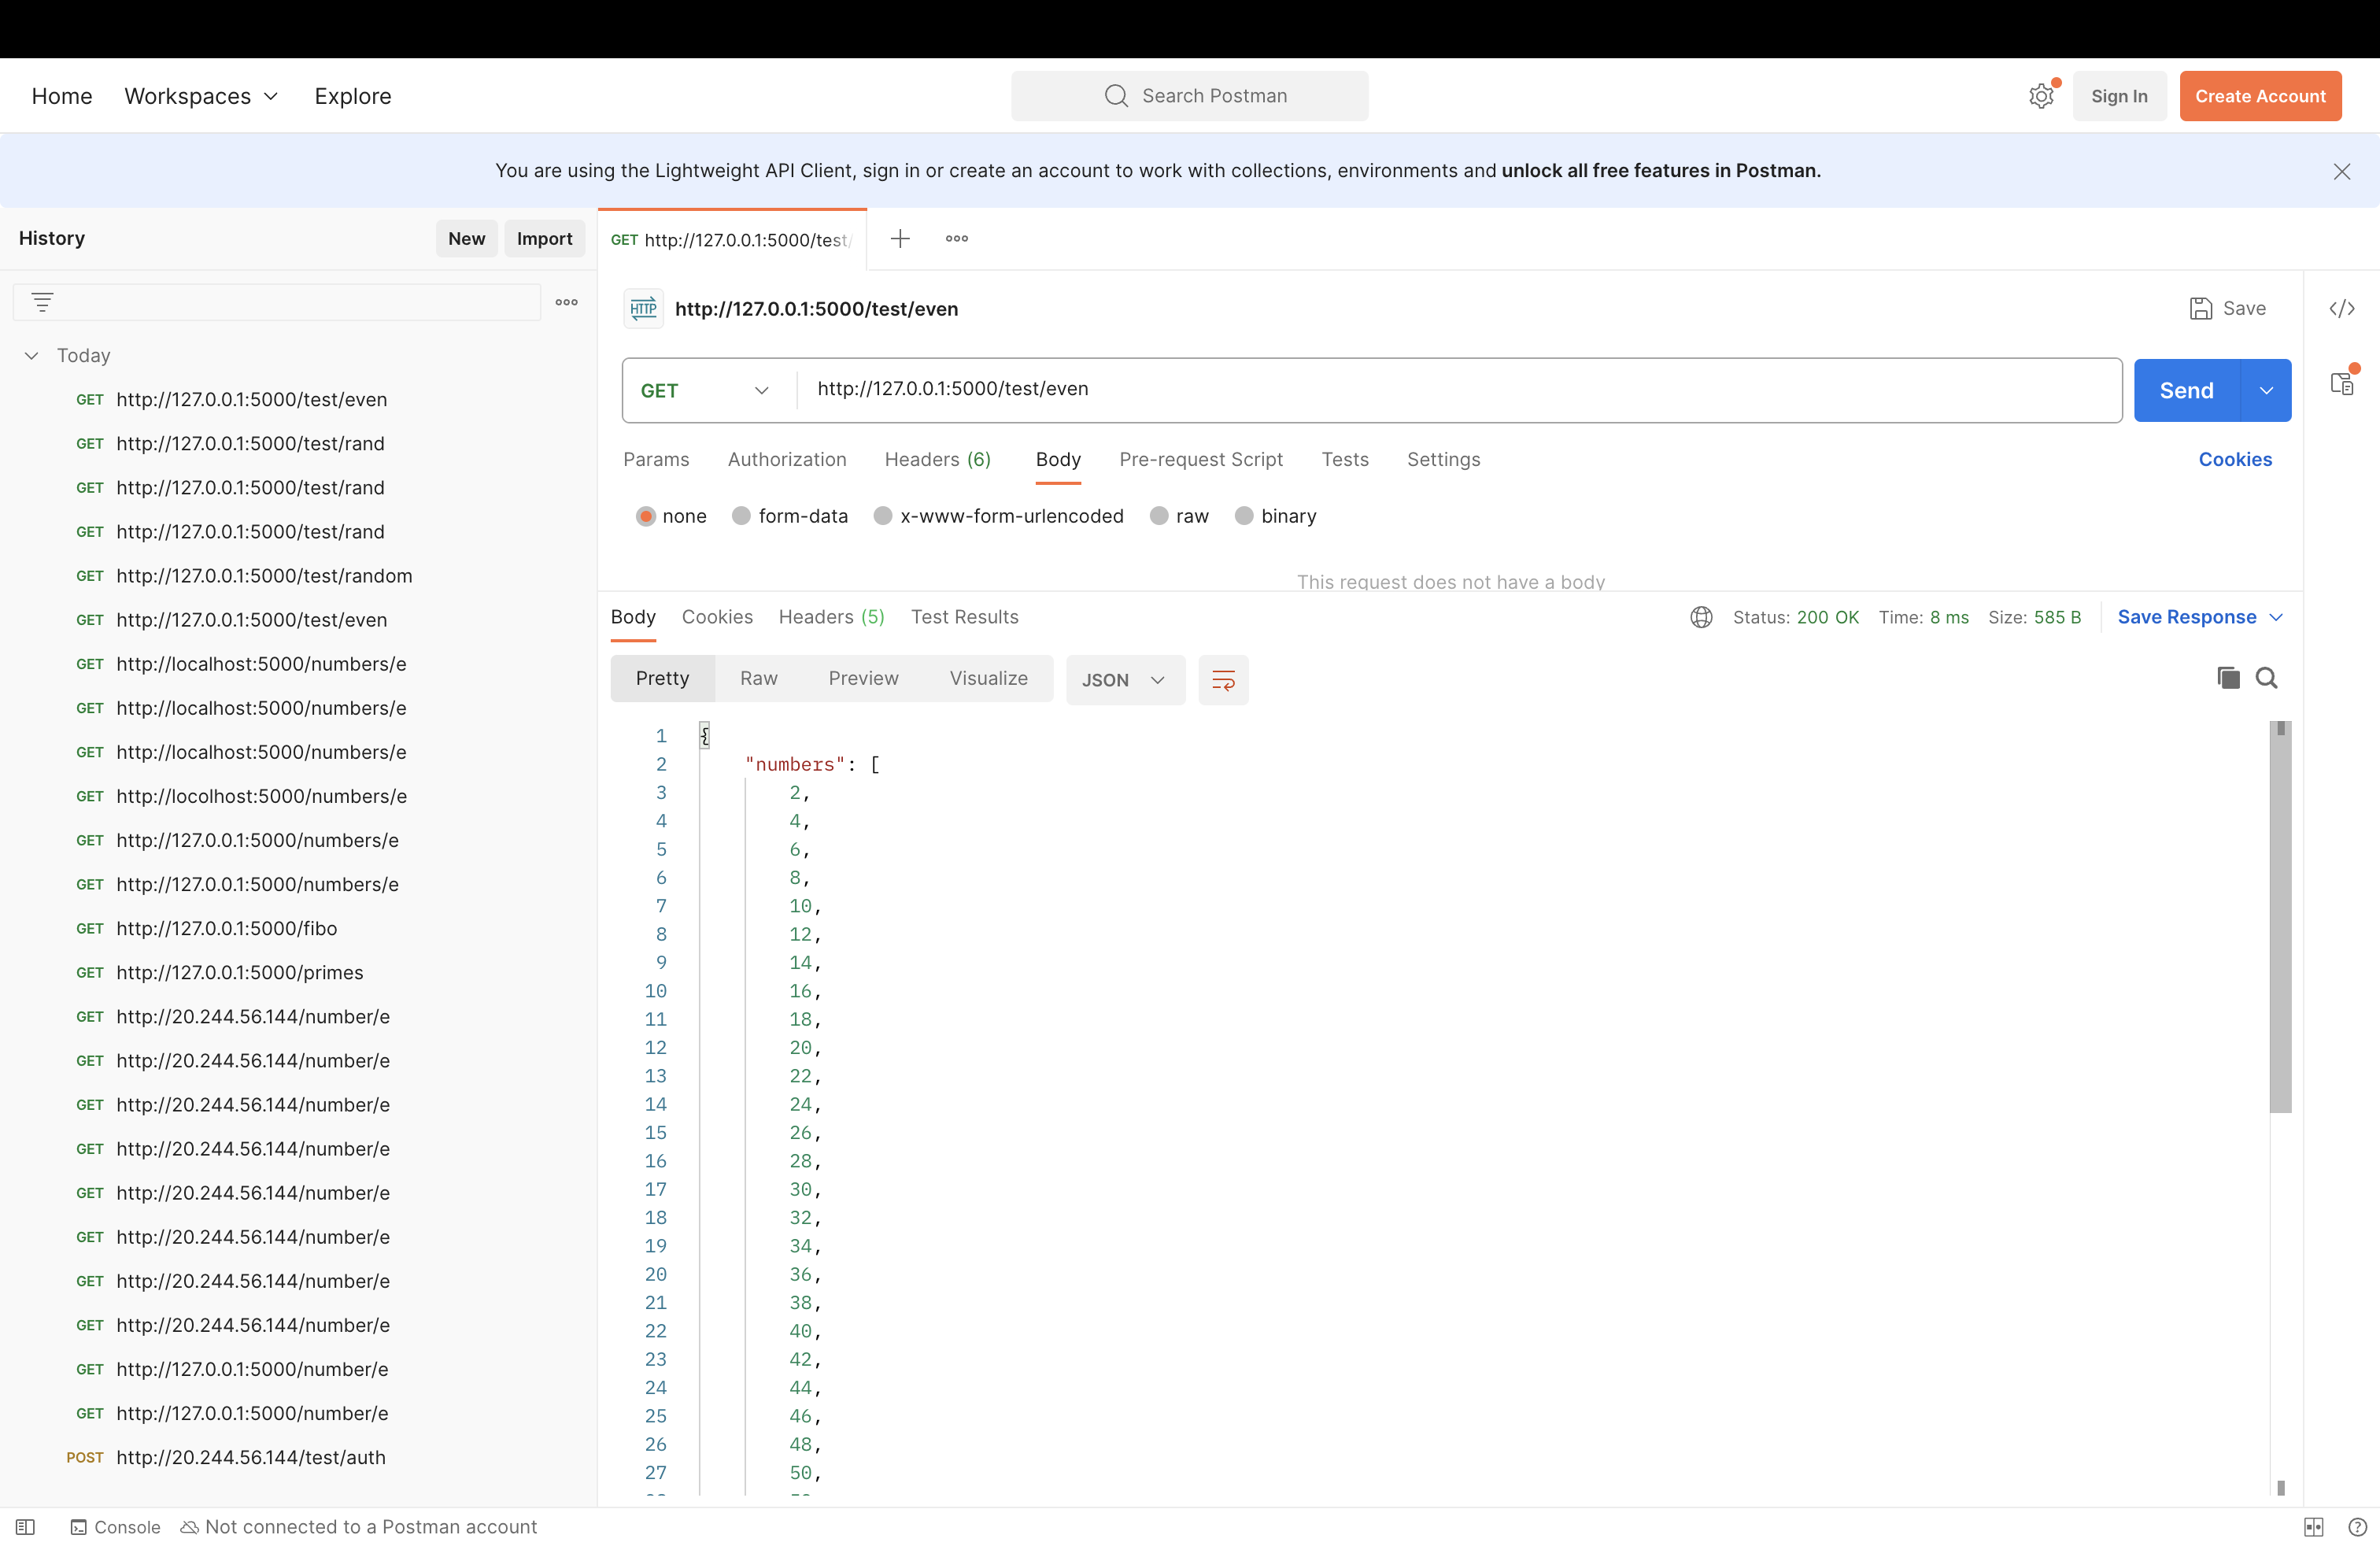 Home Workspaces Explore Search Postman Sign In Create Account
You are using the Lightweight API Client, sign in or create an account to work with collections, environments and unlock all free features in Postman.
History New Import
GET http://127.0.0.1:5000/test/
HTTP http://127.0.0.1:5000/test/even Save
Today
GET http://127.0.0.1:5000/test/even
GET http://127.0.0.1:5000/test/rand
GET http://127.0.0.1:5000/test/rand
GET http://127.0.0.1:5000/test/rand
GET http://127.0.0.1:5000/test/random
GET http://127.0.0.1:5000/test/even
GET http://localhost:5000/numbers/e
GET http://localhost:5000/numbers/e
GET http://localhost:5000/numbers/e
GET http://locolhost:5000/numbers/e
GET http://127.0.0.1:5000/numbers/e
GET http://127.0.0.1:5000/numbers/e
GET http://127.0.0.1:5000/fibo
GET http://127.0.0.1:5000/primes
GET http://20.244.56.144/number/e
GET http://20.244.56.144/number/e
GET http://20.244.56.144/number/e
GET http://20.244.56.144/number/e
GET http://20.244.56.144/number/e
GET http://20.244.56.144/number/e
GET http://20.244.56.144/number/e
GET http://20.244.56.144/number/e
GET http://127.0.0.1:5000/number/e
GET http://127.0.0.1:5000/number/e
POST http://20.244.56.144/test/auth
GET http://127.0.0.1:5000/test/even Send
Params Authorization Headers (6) Body Pre-request Script Tests Settings Cookies
none form-data x-www-form-urlencoded raw binary
This request does not have a body
Body Cookies Headers (5) Test Results Status: 200 OK Time: 8 ms Size: 585 B Save Response
Pretty Raw Preview Visualize JSON
1 {
2 "numbers": [
3 2,
4 4,
5 6,
6 8,
7 10,
8 12,
9 14,
10 16,
11 18,
12 20,
13 22,
14 24,
15 26,
16 28,
17 30,
18 32,
19 34,
20 36,
21 38,
22 40,
23 42,
24 44,
25 46,
26 48,
27 50,
Console Not connected to a Postman account